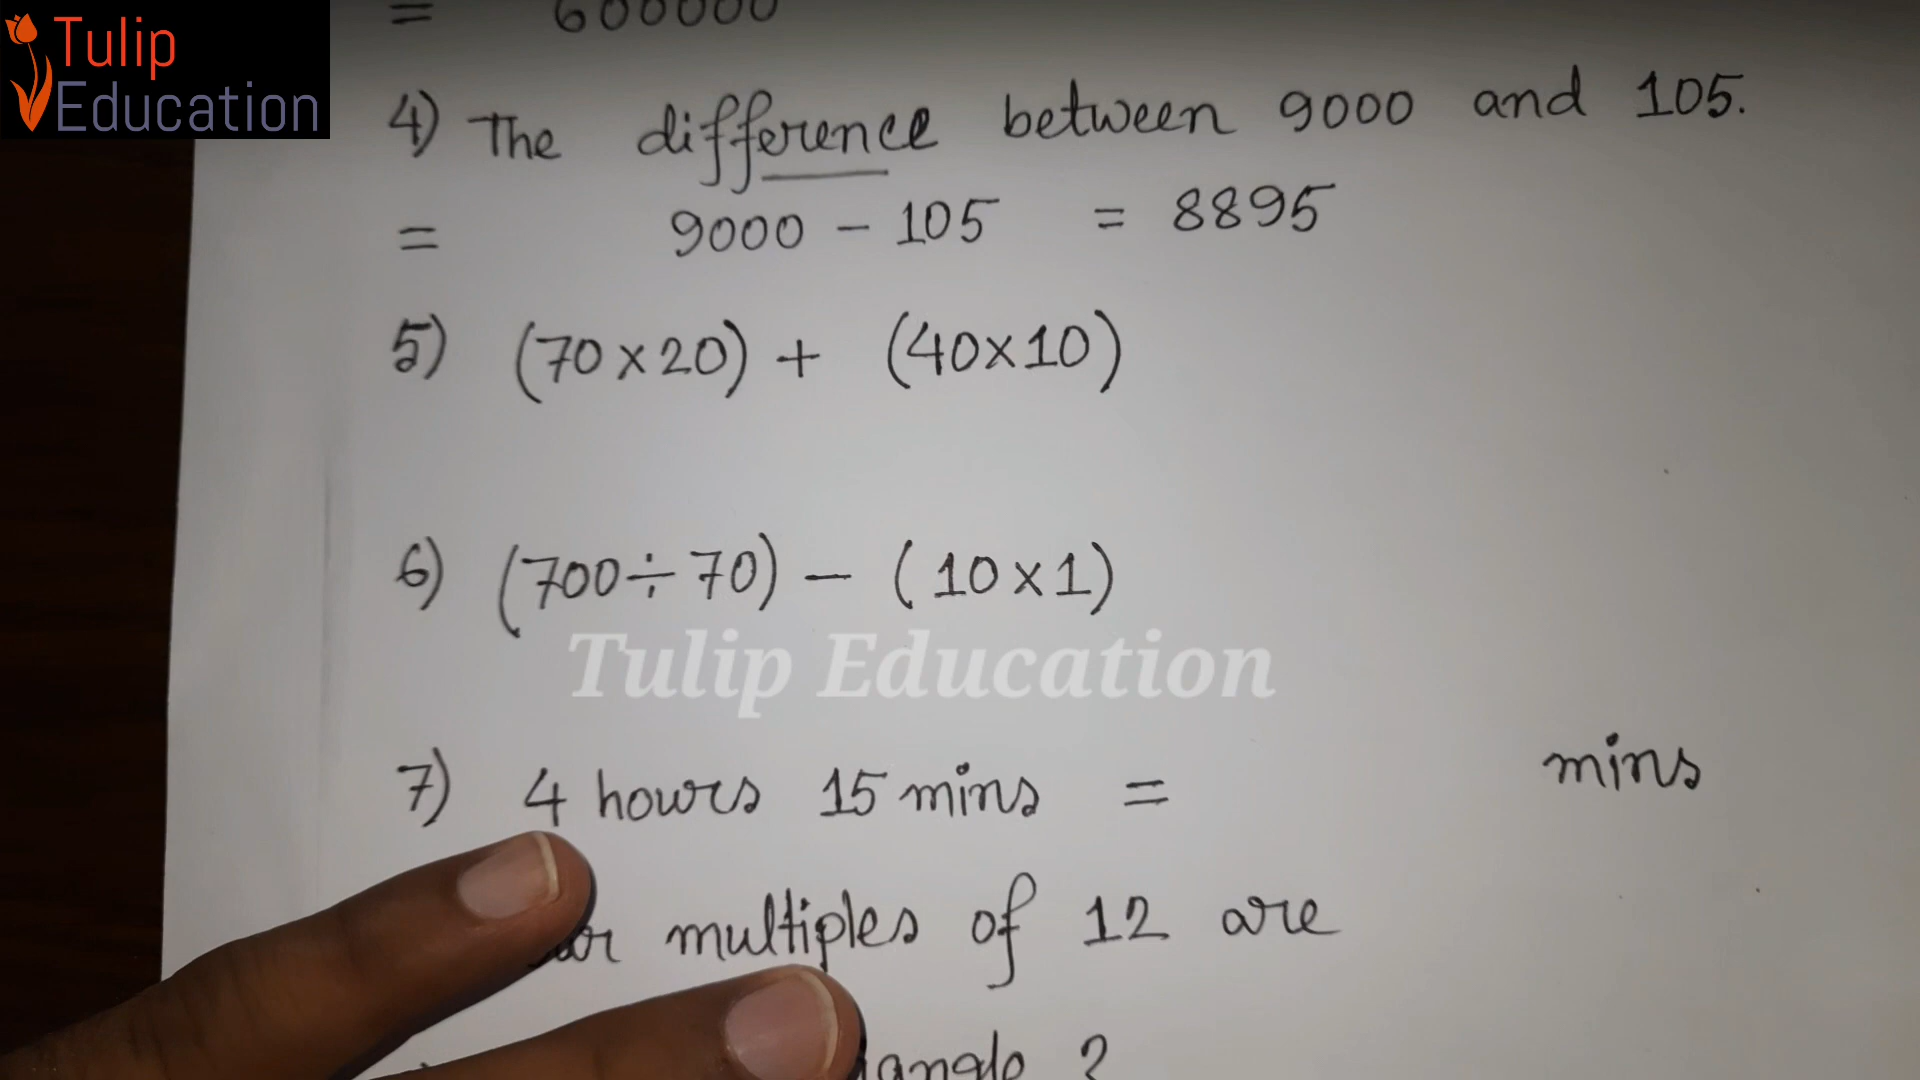 Tulip
Education
= 600000
4) The difference between 9000 and 105.
= 9000 - 105 = 8895
5) (70×20) + (40×10)
6) (700÷70) - (10×1)
Tulip Education
7) 4 hours 15 mins = mins
multiples of 12 are
?